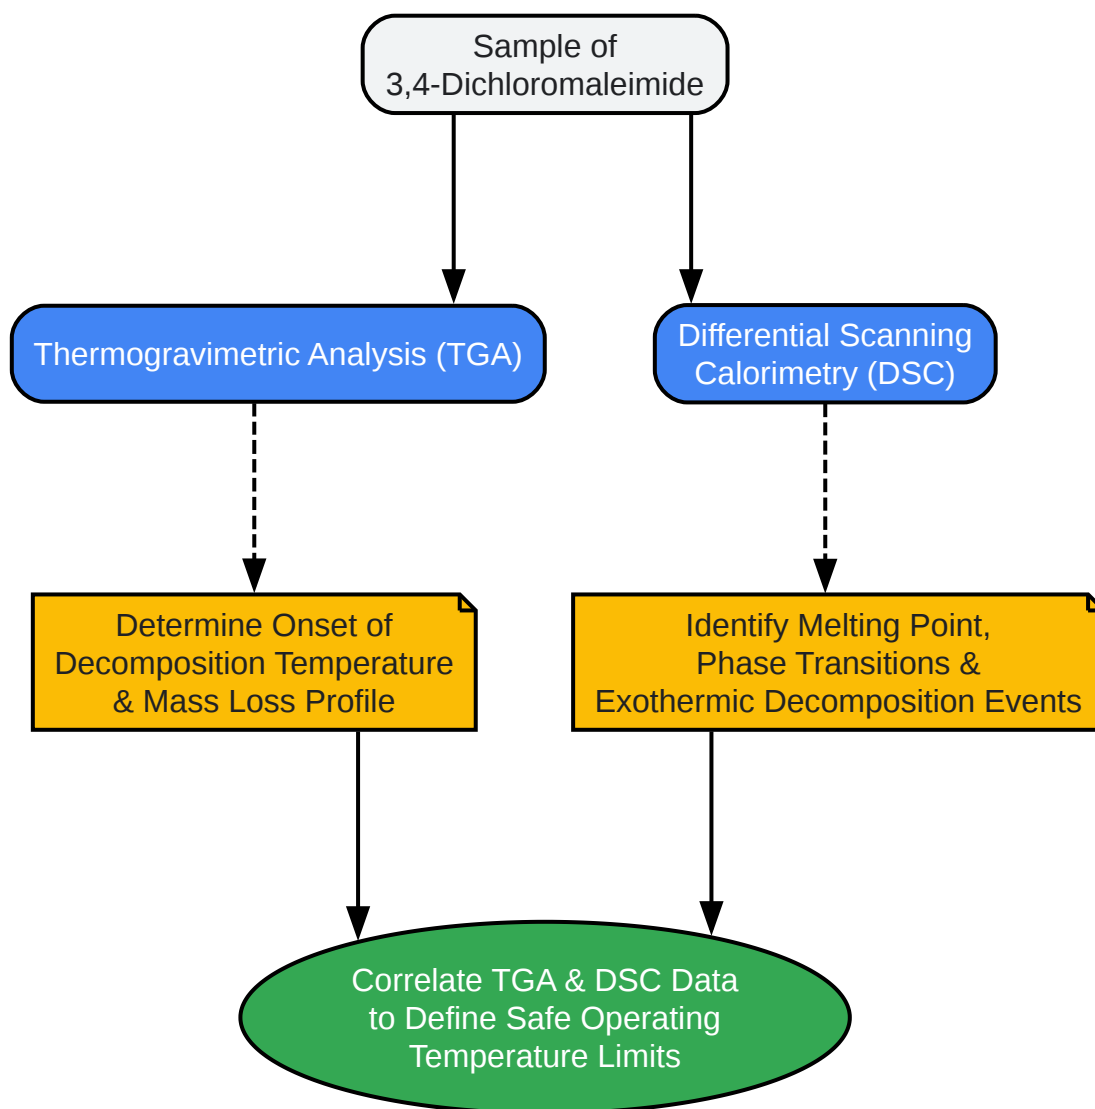 Sample of
3,4-Dichloromaleimide
Thermogravimetric Analysis (TGA)
Differential Scanning
Calorimetry (DSC)
Determine Onset of
Decomposition Temperature
& Mass Loss Profile
Identify Melting Point,
Phase Transitions &
Exothermic Decomposition Events
Correlate TGA & DSC Data
to Define Safe Operating
Temperature Limits